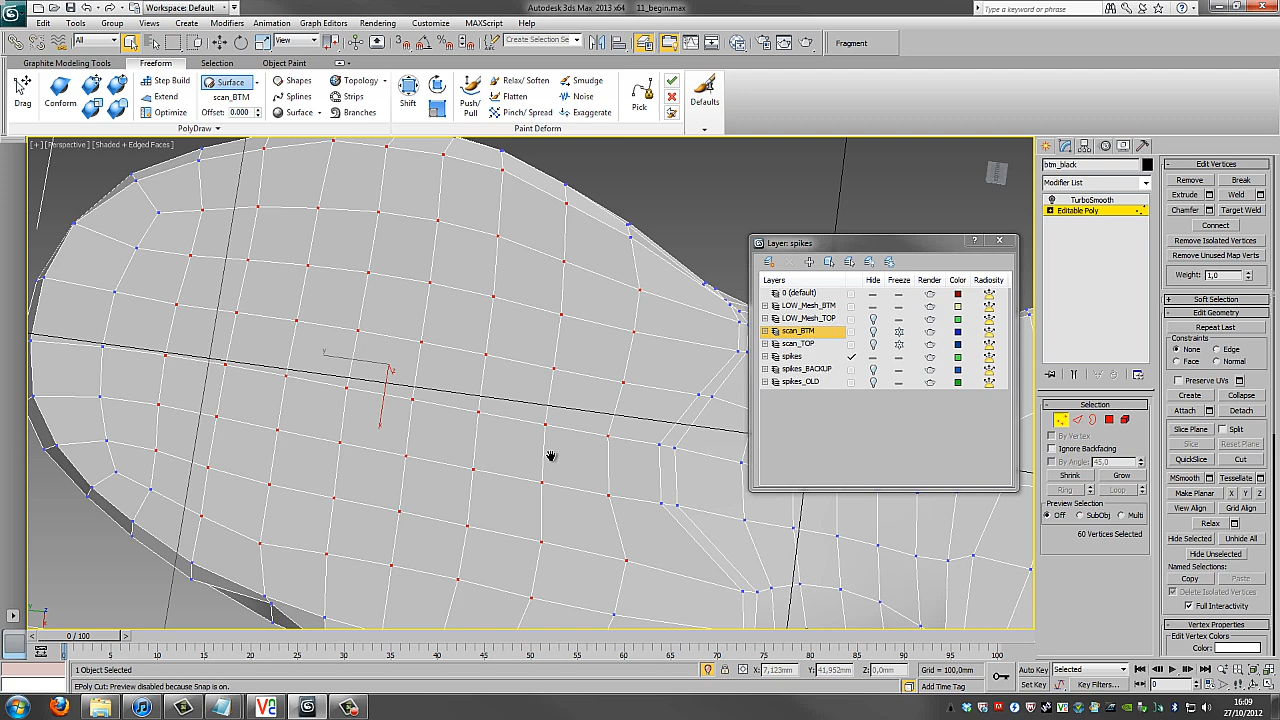 Workspace: Default
Autodesk 3ds Max 2013 x64    11_begin.max
Type a keyword or phrase
Edit Tools Group Views Create Modifiers Animation Graph Editors Rendering Customize MAXScript Help
All View Create Selection Se Fragment
Graphite Modeling Tools Freeform Selection Object Paint
Drag Conform Step Build Extend Optimize Surface scan_BTM Offset: 0.000
Shapes Splines Surface Topology Strips Branches
Shift Push/Pull Relax/ Soften Flatten Pinch/ Spread Smudge Noise Exaggerate Pick Defaults
PolyDraw Paint Deform
[+] [Perspective] [Shaded + Edged Faces]
Layer: spikes
Layers Hide Freeze Render Color Radiosity
0 (default)
LOW_Mesh_BTM
LOW_Mesh_TOP
scan_BTM
scan_TOP
spikes
spikes_BACKUP
spikes_OLD
btm_black
Modifier List
TurboSmooth
Editable Poly
Selection
By Vertex
Ignore Backfacing
By Angle: 45,0
Shrink Grow
Ring Loop
Preview Selection
Off SubObj Multi
60 Vertices Selected
Edit Vertices
Remove Break
Extrude Weld
Chamfer Target Weld
Connect
Remove Isolated Vertices
Remove Unused Map Verts
Weight: 1,0
Soft Selection
Edit Geometry
Repeat Last
Constraints
None Edge
Face Normal
Preserve UVs
Create Collapse
Attach Detach
Slice Plane Split
Slice Reset Plane
QuickSlice Cut
MSmooth Tessellate
Make Planar X Y Z
View Align Grid Align
Relax
Hide Selected Unhide All
Hide Unselected
Named Selections:
Copy Paste
Delete Isolated Vertices
Full Interactivity
Vertex Properties
Edit Vertex Colors
Color:
0 / 100
5 10 15 20 25 30 35 40 45 50 55 60 65 70 75 80 85 90 95 100
1 Object Selected X: 7,123mm Y: 41,952mm Z: 0,0mm Grid = 100,0mm Auto Key Selected
EPoly Cut: Preview disabled because Snap is on. Add Time Tag Set Key Key Filters... 0
16:09
27/10/2012